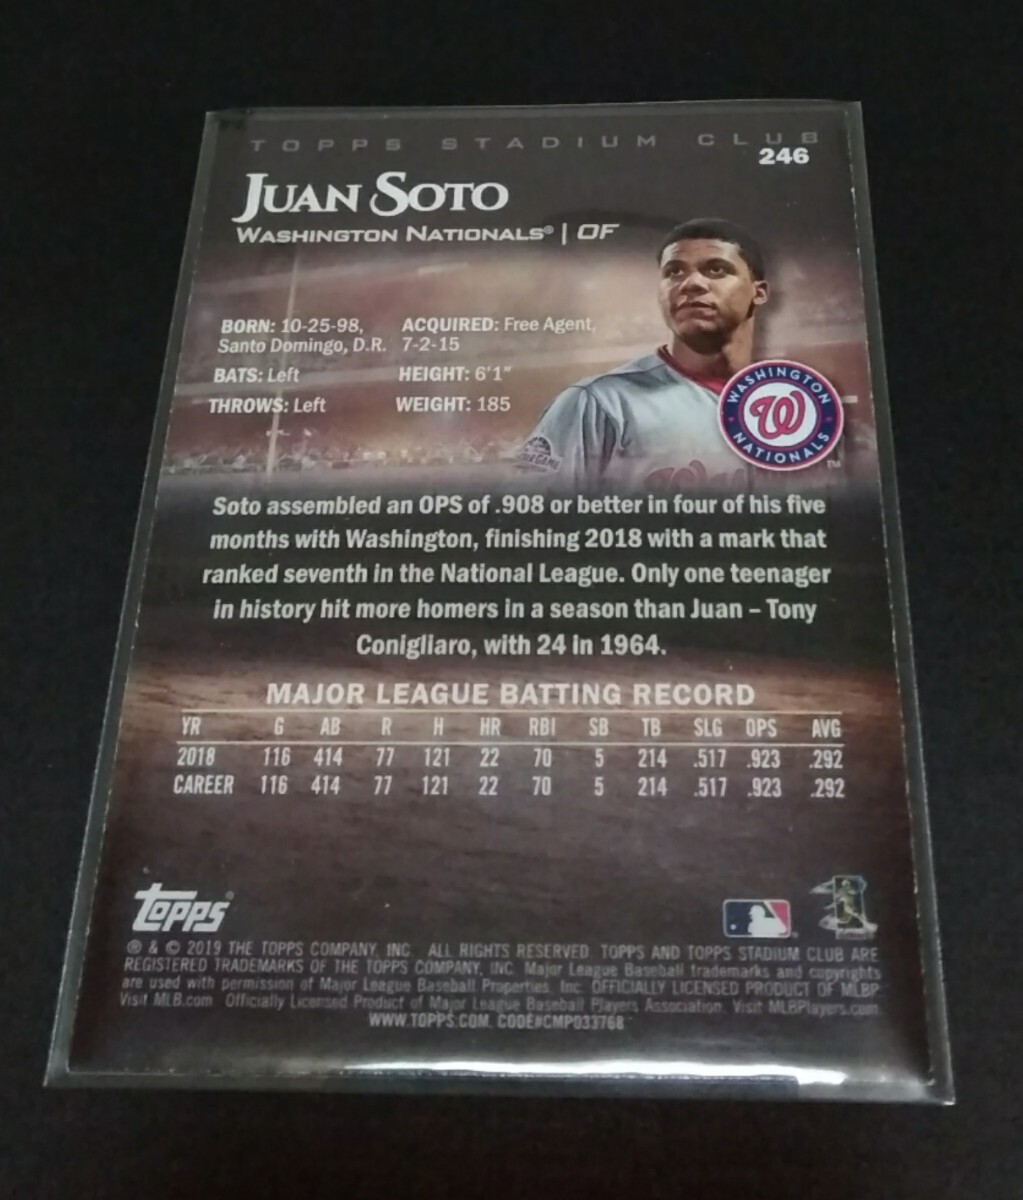 TOPPS STADIUM CLUB
246
JUAN SOTO
WASHINGTON NATIONALS® | OF
BORN: 10-25-98, ACQUIRED: Free Agent,
Santo Domingo, D.R. 7-2-15
BATS: Left HEIGHT: 6'1"
THROWS: Left WEIGHT: 185
WASHINGTON
W
NATIONALS
TM
Soto assembled an OPS of .908 or better in four of his five
months with Washington, finishing 2018 with a mark that
ranked seventh in the National League. Only one teenager
in history hit more homers in a season than Juan – Tony
Conigliaro, with 24 in 1964.
MAJOR LEAGUE BATTING RECORD
YR G AB R H HR RBI SB TB SLG OPS AVG
2018 116 414 77 121 22 70 5 214 .517 .923 .292
CAREER 116 414 77 121 22 70 5 214 .517 .923 .292
topps®
® & © 2019 THE TOPPS COMPANY, INC. ALL RIGHTS RESERVED. TOPPS AND TOPPS STADIUM CLUB ARE
REGISTERED TRADEMARKS OF THE TOPPS COMPANY, INC. Major League Baseball trademarks and copyrights
are used with permission of Major League Baseball Properties, Inc. OFFICIALLY LICENSED PRODUCT OF MLBP
Visit MLB.com Officially Licensed Product of Major League Baseball Players Association. Visit MLBPlayers.com
WWW.TOPPS.COM. CODE#CMP033768